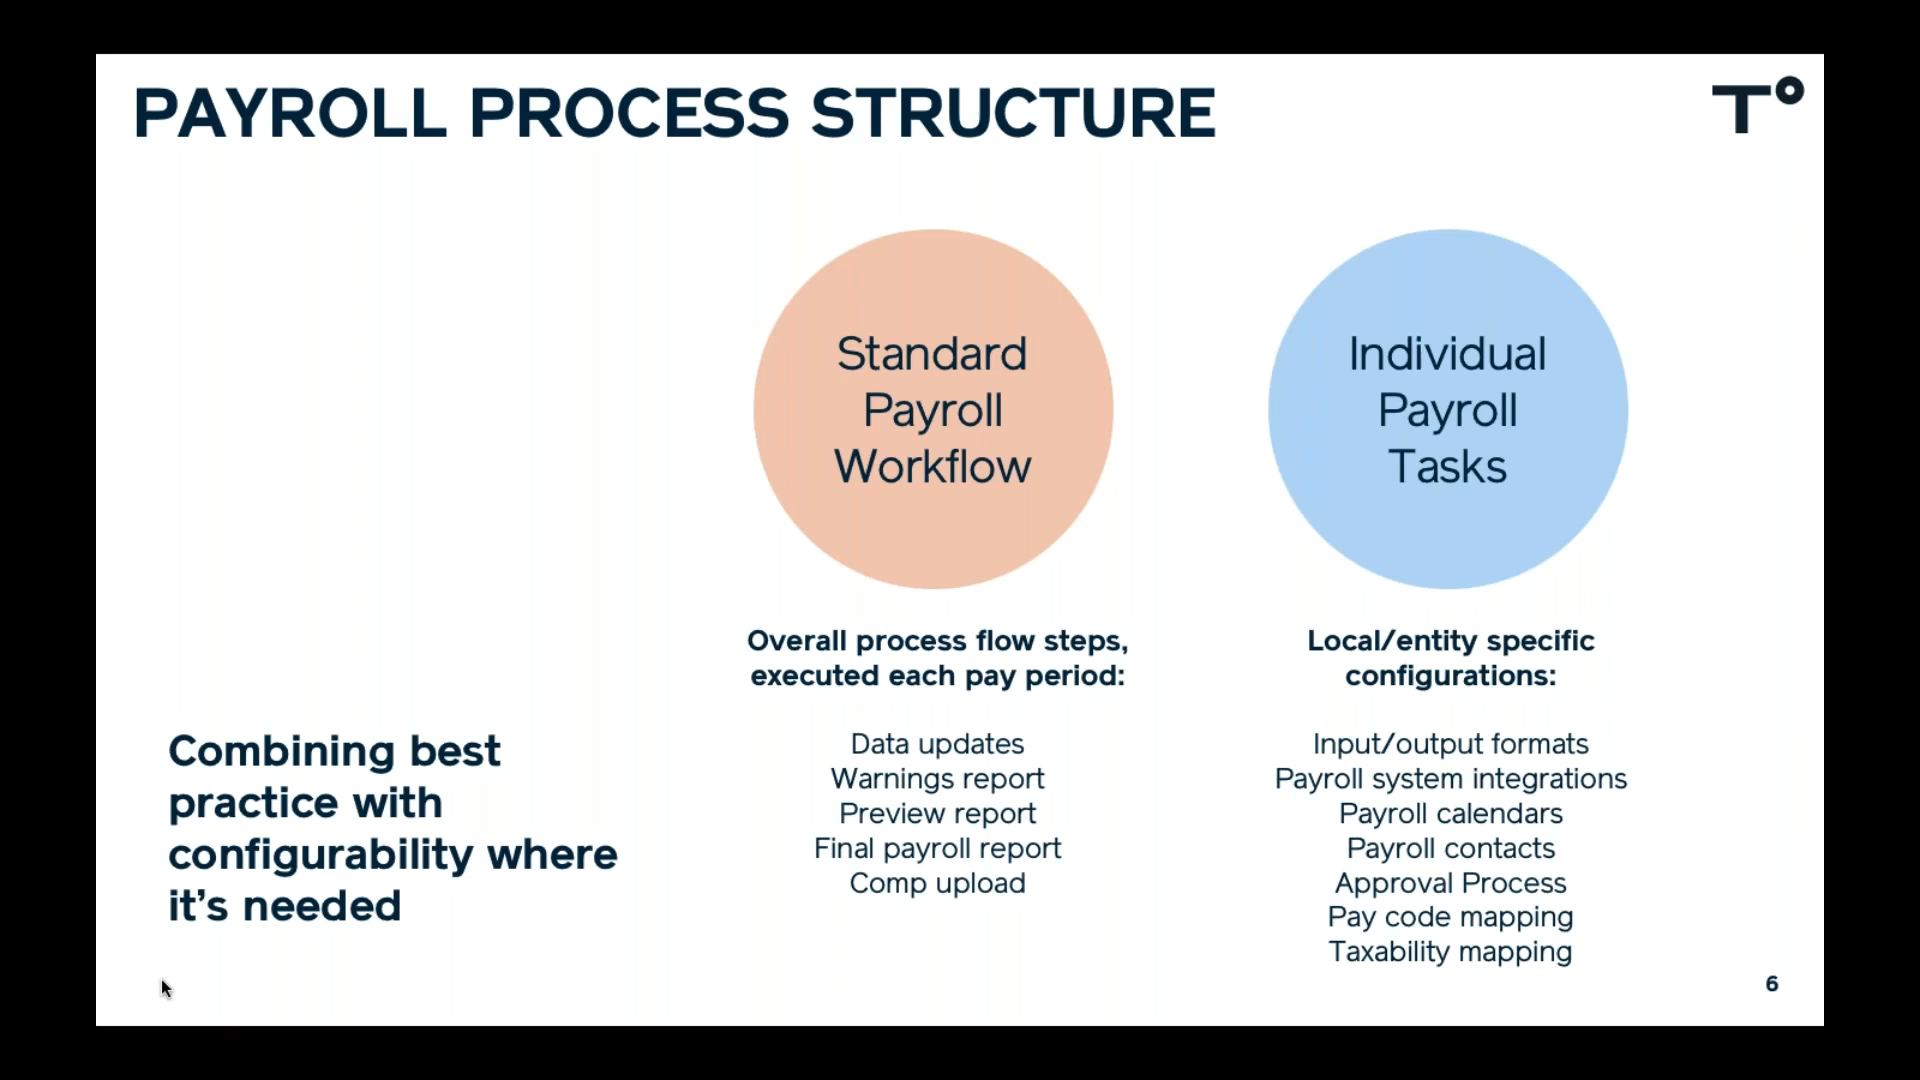 PAYROLL PROCESS STRUCTURE
T°
Standard
Payroll
Workflow
Individual
Payroll
Tasks
Overall process flow steps,
executed each pay period:
Data updates
Warnings report
Preview report
Final payroll report
Comp upload
Local/entity specific
configurations:
Input/output formats
Payroll system integrations
Payroll calendars
Payroll contacts
Approval Process
Pay code mapping
Taxability mapping
Combining best
practice with
configurability where
it’s needed
6